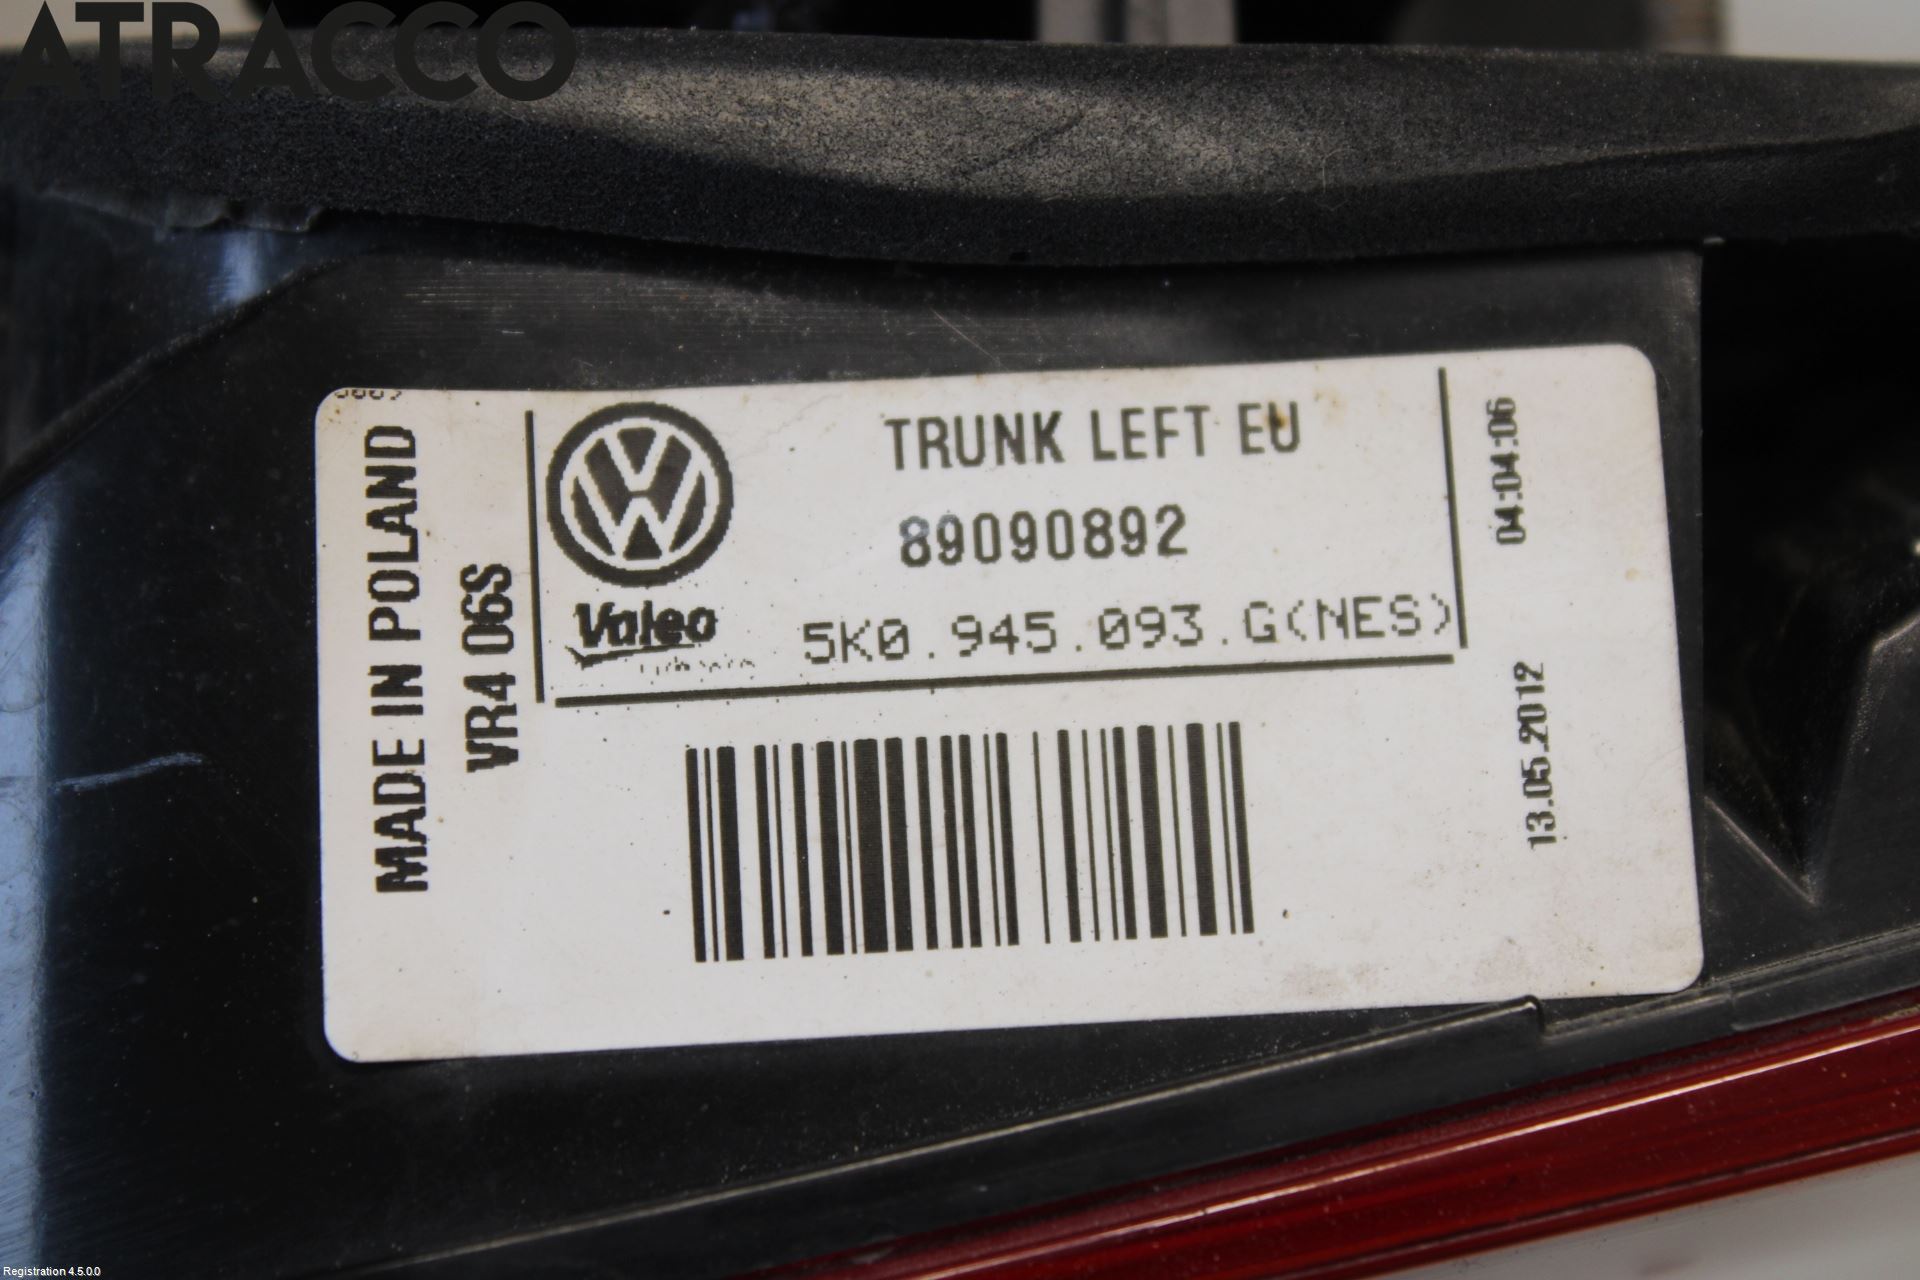 ATRACCO
MADE IN POLAND
VR4 06S
Valeo
TRUNK LEFT EU
89090892
5K0.945.093.G(NES)
04:04:06
13.05.2012
Registration 4.5.0.0